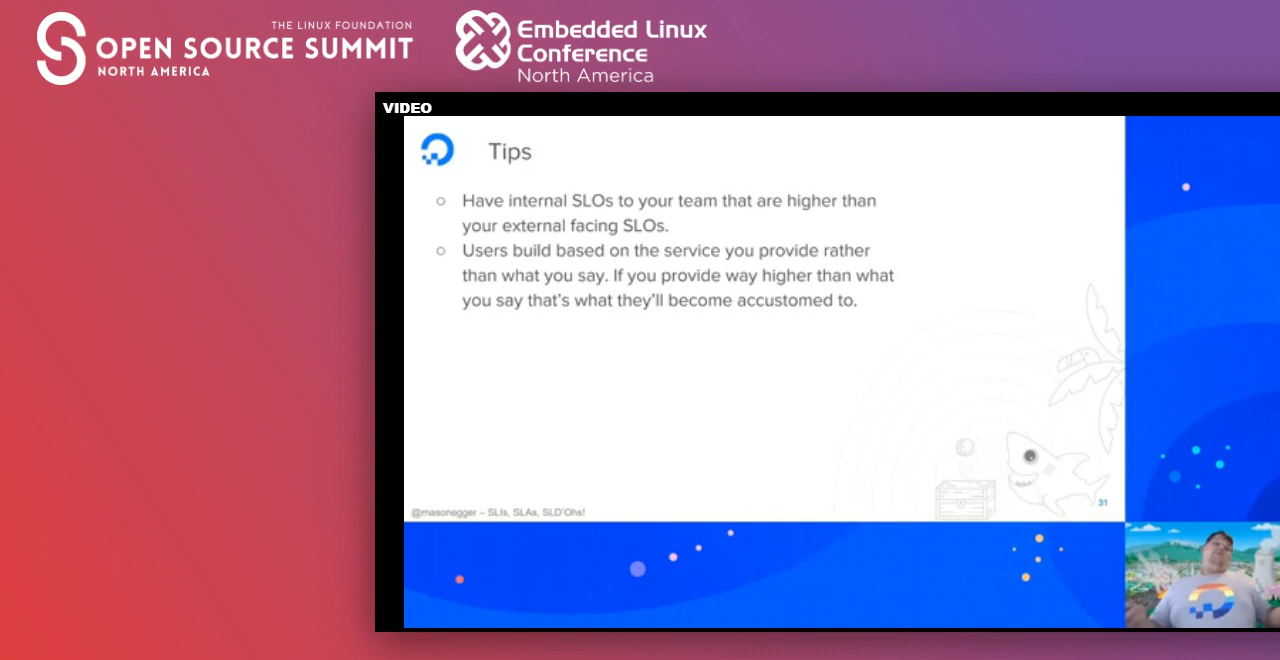 THE LINUX FOUNDATION
OPEN SOURCE SUMMIT
NORTH AMERICA
Embedded Linux
Conference
North America
VIDEO
Tips
Have internal SLOs to your team that are higher than
your external facing SLOs.
Users build based on the service you provide rather
than what you say. If you provide way higher than what
you say that's what they'll become accustomed to.
31
@masonegger – SLIs, SLAs, SLD'Ohs!